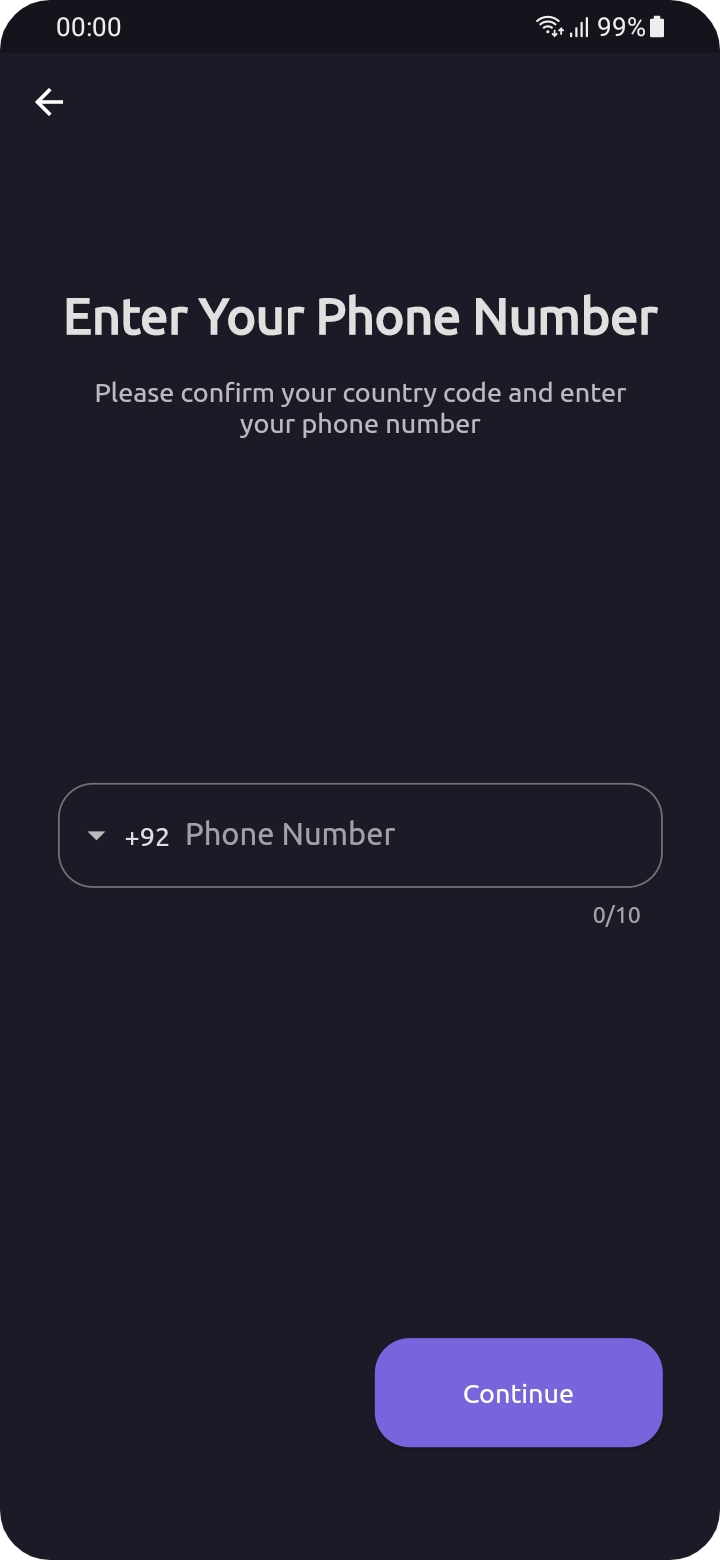 00:00 99%
Enter Your Phone Number
Please confirm your country code and enter
your phone number
+92 Phone Number
0/10
Continue